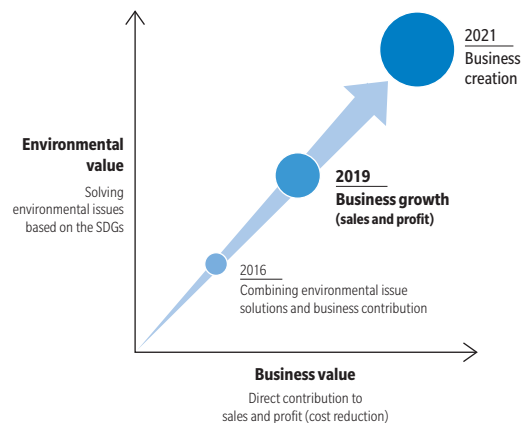 2021
Business
creation
Environmental
value
Solving
environmental issues
based on the SDGs
2019
Business growth
(sales and profit)
2016
Combining environmental issue
solutions and business contribution
Business value
Direct contribution to
sales and profit (cost reduction)